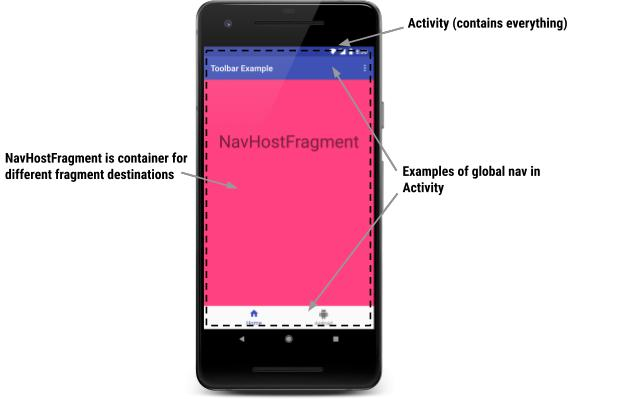 Activity (contains everything)
Toolbar Example
NavHostFragment
NavHostFragment is container for
different fragment destinations
Examples of global nav in
Activity
Home